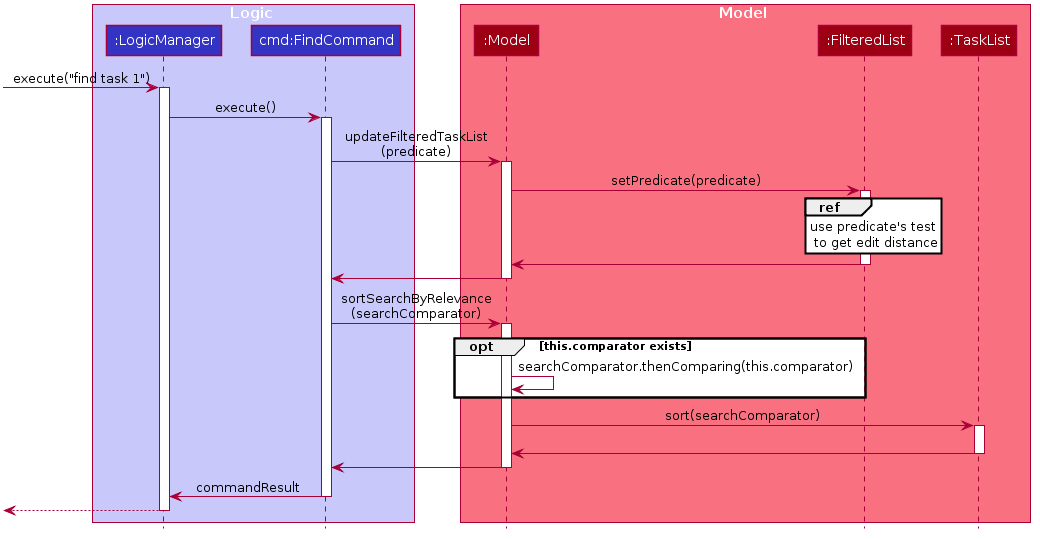 Logic
Model
:LogicManager
cmd:FindCommand
:Model
:FilteredList
:TaskList
execute("find task 1")
execute()
updateFilteredTaskList
(predicate)
setPredicate(predicate)
ref
use predicate's test
to get edit distance
sortSearchByRelevance
(searchComparator)
opt
[this.comparator exists]
searchComparator.thenComparing(this.comparator)
sort(searchComparator)
commandResult